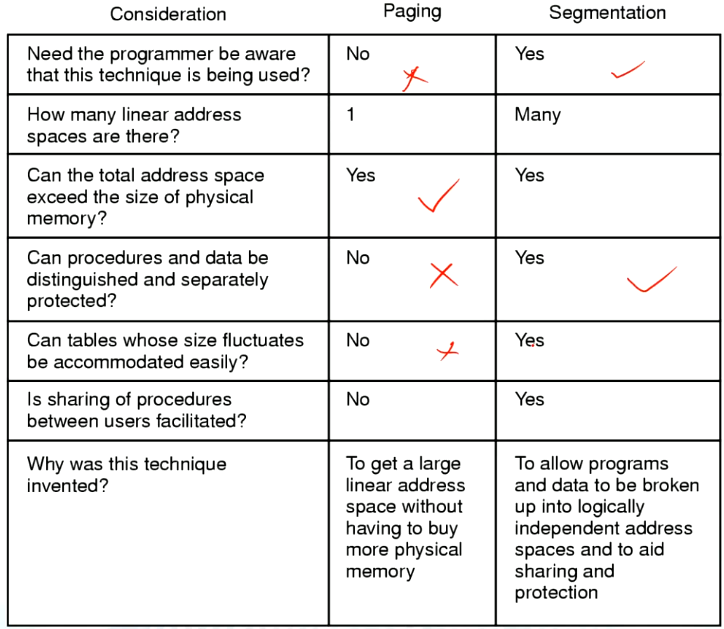 Consideration Paging Segmentation
Need the programmer be aware No Yes
that this technique is being used?
How many linear address 1 Many
spaces are there?
Can the total address space Yes Yes
exceed the size of physical
memory?
Can procedures and data be No Yes
distinguished and separately
protected?
Can tables whose size fluctuates No Yes
be accommodated easily?
Is sharing of procedures No Yes
between users facilitated?
Why was this technique To get a large To allow programs
invented? linear address and data to be broken
space without up into logically
having to buy independent address
more physical spaces and to aid
memory sharing and
protection